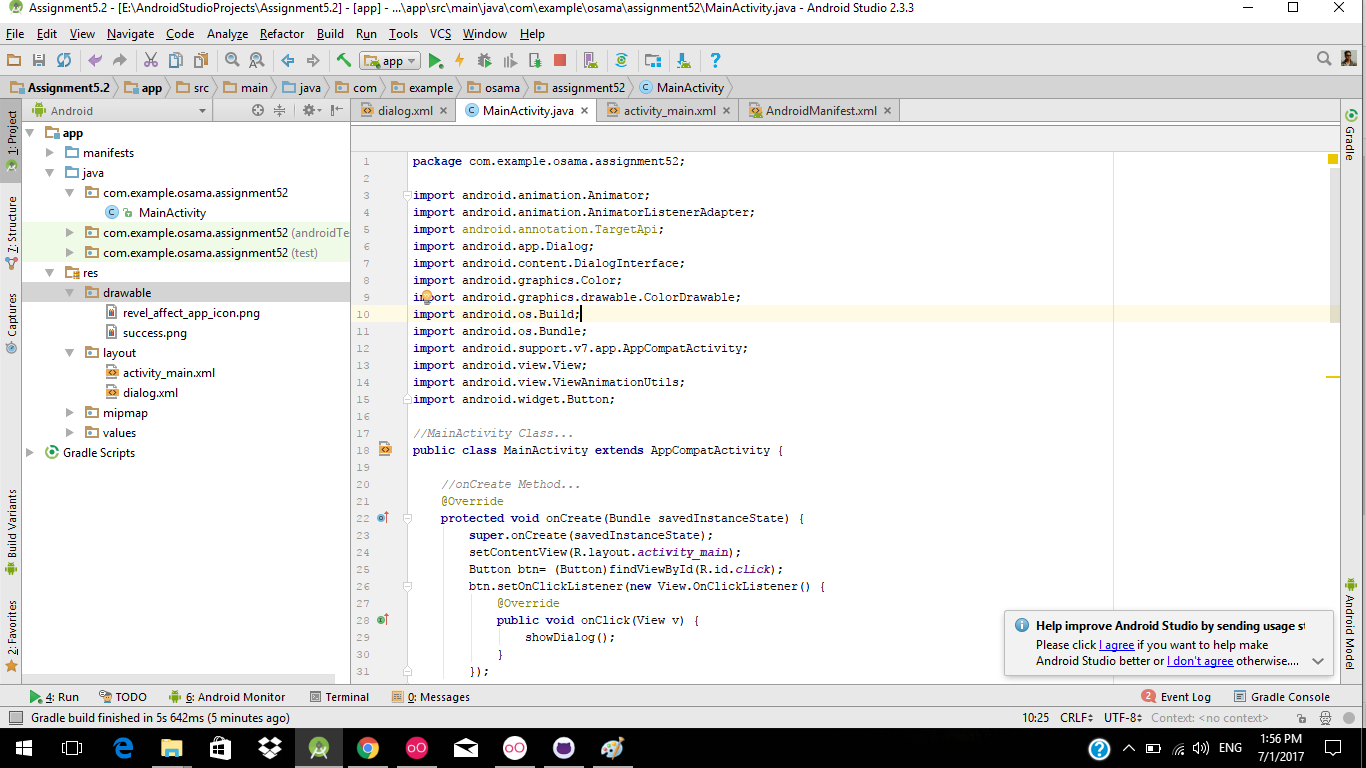 Assignment5.2 - [E:\AndroidStudioProjects\Assignment5.2] - [app] - ...\app\src\main\java\com\example\osama\assignment52\MainActivity.java - Android Studio 2.3.3
File Edit View Navigate Code Analyze Refactor Build Run Tools VCS Window Help
app
Assignment5.2 app src main java com example osama assignment52 MainActivity
Android
dialog.xml MainActivity.java activity_main.xml AndroidManifest.xml
1: Project
7: Structure
Captures
Build Variants
2: Favorites
app
manifests
java
com.example.osama.assignment52
MainActivity
com.example.osama.assignment52 (androidTe
com.example.osama.assignment52 (test)
res
drawable
revel_affect_app_icon.png
success.png
layout
activity_main.xml
dialog.xml
mipmap
values
Gradle Scripts
1 package com.example.osama.assignment52;
2
3 import android.animation.Animator;
4 import android.animation.AnimatorListenerAdapter;
5 import android.annotation.TargetApi;
6 import android.app.Dialog;
7 import android.content.DialogInterface;
8 import android.graphics.Color;
9 import android.graphics.drawable.ColorDrawable;
10 import android.os.Build;
11 import android.os.Bundle;
12 import android.support.v7.app.AppCompatActivity;
13 import android.view.View;
14 import android.view.ViewAnimationUtils;
15 import android.widget.Button;
16
17 //MainActivity Class...
18 public class MainActivity extends AppCompatActivity {
19
20 //onCreate Method...
21 @Override
22 protected void onCreate(Bundle savedInstanceState) {
23 super.onCreate(savedInstanceState);
24 setContentView(R.layout.activity_main);
25 Button btn= (Button)findViewById(R.id.click);
26 btn.setOnClickListener(new View.OnClickListener() {
27 @Override
28 public void onClick(View v) {
29 showDialog();
30 }
31 });
Gradle
Android Model
Help improve Android Studio by sending usage st
Please click I agree if you want to help make
Android Studio better or I don't agree otherwise....
4: Run TODO 6: Android Monitor Terminal 0: Messages 2 Event Log Gradle Console
Gradle build finished in 5s 642ms (5 minutes ago) 10:25 CRLF UTF-8 Context: <no context>
ENG
1:56 PM
7/1/2017